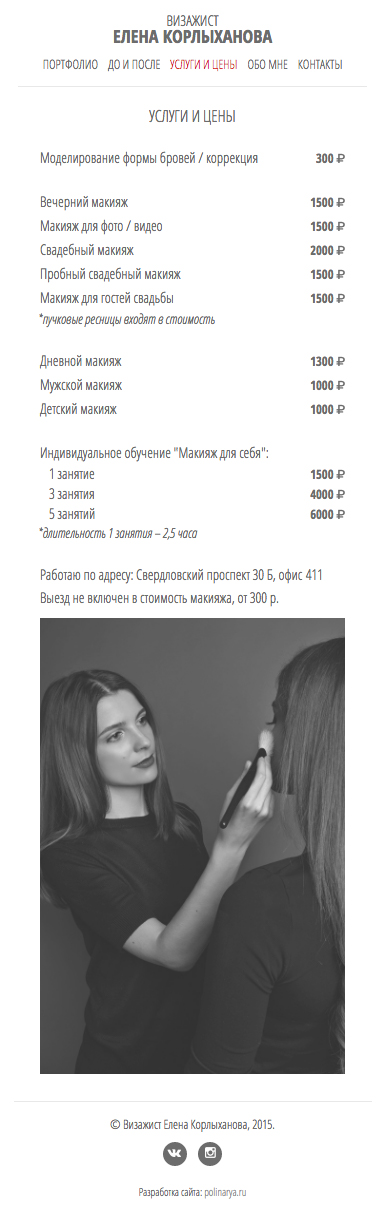 ВИЗАЖИСТ
ЕЛЕНА КОРЛЫХАНОВА
ПОРТФОЛИО ДО И ПОСЛЕ УСЛУГИ И ЦЕНЫ ОБО МНЕ КОНТАКТЫ
УСЛУГИ И ЦЕНЫ
Моделирование формы бровей / коррекция 300 ₽
Вечерний макияж 1500 ₽
Макияж для фото / видео 1500 ₽
Свадебный макияж 2000 ₽
Пробный свадебный макияж 1500 ₽
Макияж для гостей свадьбы 1500 ₽
*пучковые ресницы входят в стоимость
Дневной макияж 1300 ₽
Мужской макияж 1000 ₽
Детский макияж 1000 ₽
Индивидуальное обучение "Макияж для себя":
1 занятие 1500 ₽
3 занятия 4000 ₽
5 занятий 6000 ₽
*длительность 1 занятия – 2,5 часа
Работаю по адресу: Свердловский проспект 30 Б, офис 411
Выезд не включен в стоимость макияжа, от 300 р.
© Визажист Елена Корлыханова, 2015.
Разработка сайта: polinarya.ru